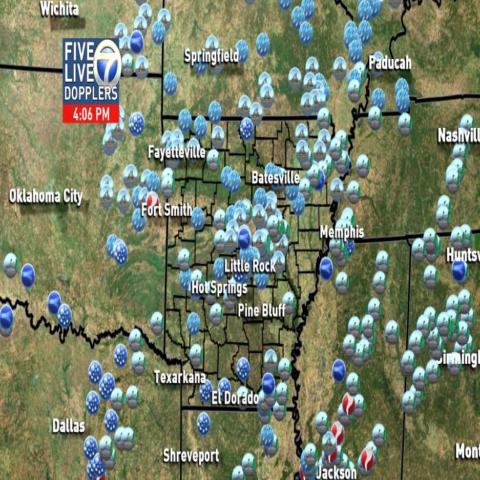 Wichita
FIVE
LIVE 7
DOPPLERS
4:06 PM
Springfield
Paducah
Nashvill
Fayetteville
Batesville
Oklahoma City
Fort Smith
Memphis
Little Rock
Huntsv
Hot Springs
Pine Bluff
Birmingh
Texarkana
El Dorado
Dallas
Shreveport
Jackson
Mont